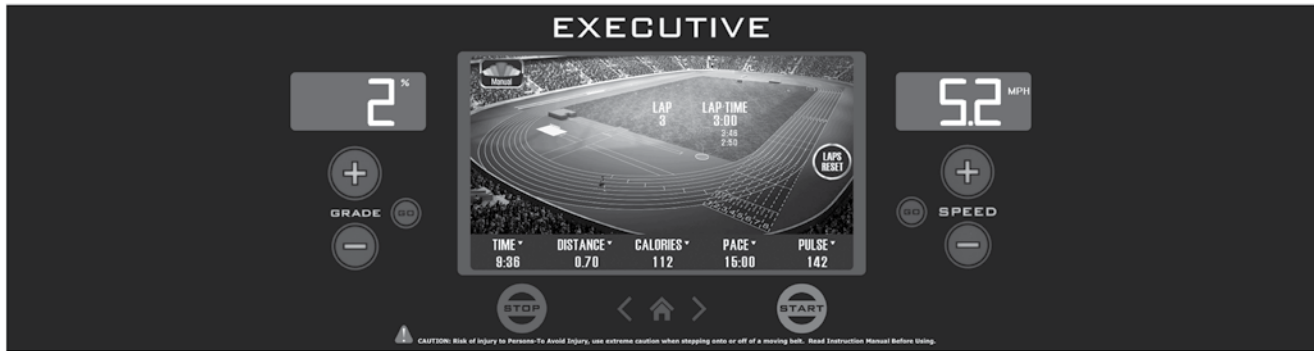 EXECUTIVE
2 %
Manual
LAP
3
LAP TIME
3:00
2:46
2:50
LAPS
RESET
5.2 MPH
GRADE
GO
GO
SPEED
TIME DISTANCE CALORIES PACE PULSE
9:36 0.70 112 15:00 142
STOP
START
CAUTION: Risk of injury to Persons-To Avoid Injury, use extreme caution when stepping onto or off of a moving belt. Read Instruction Manual Before Using.